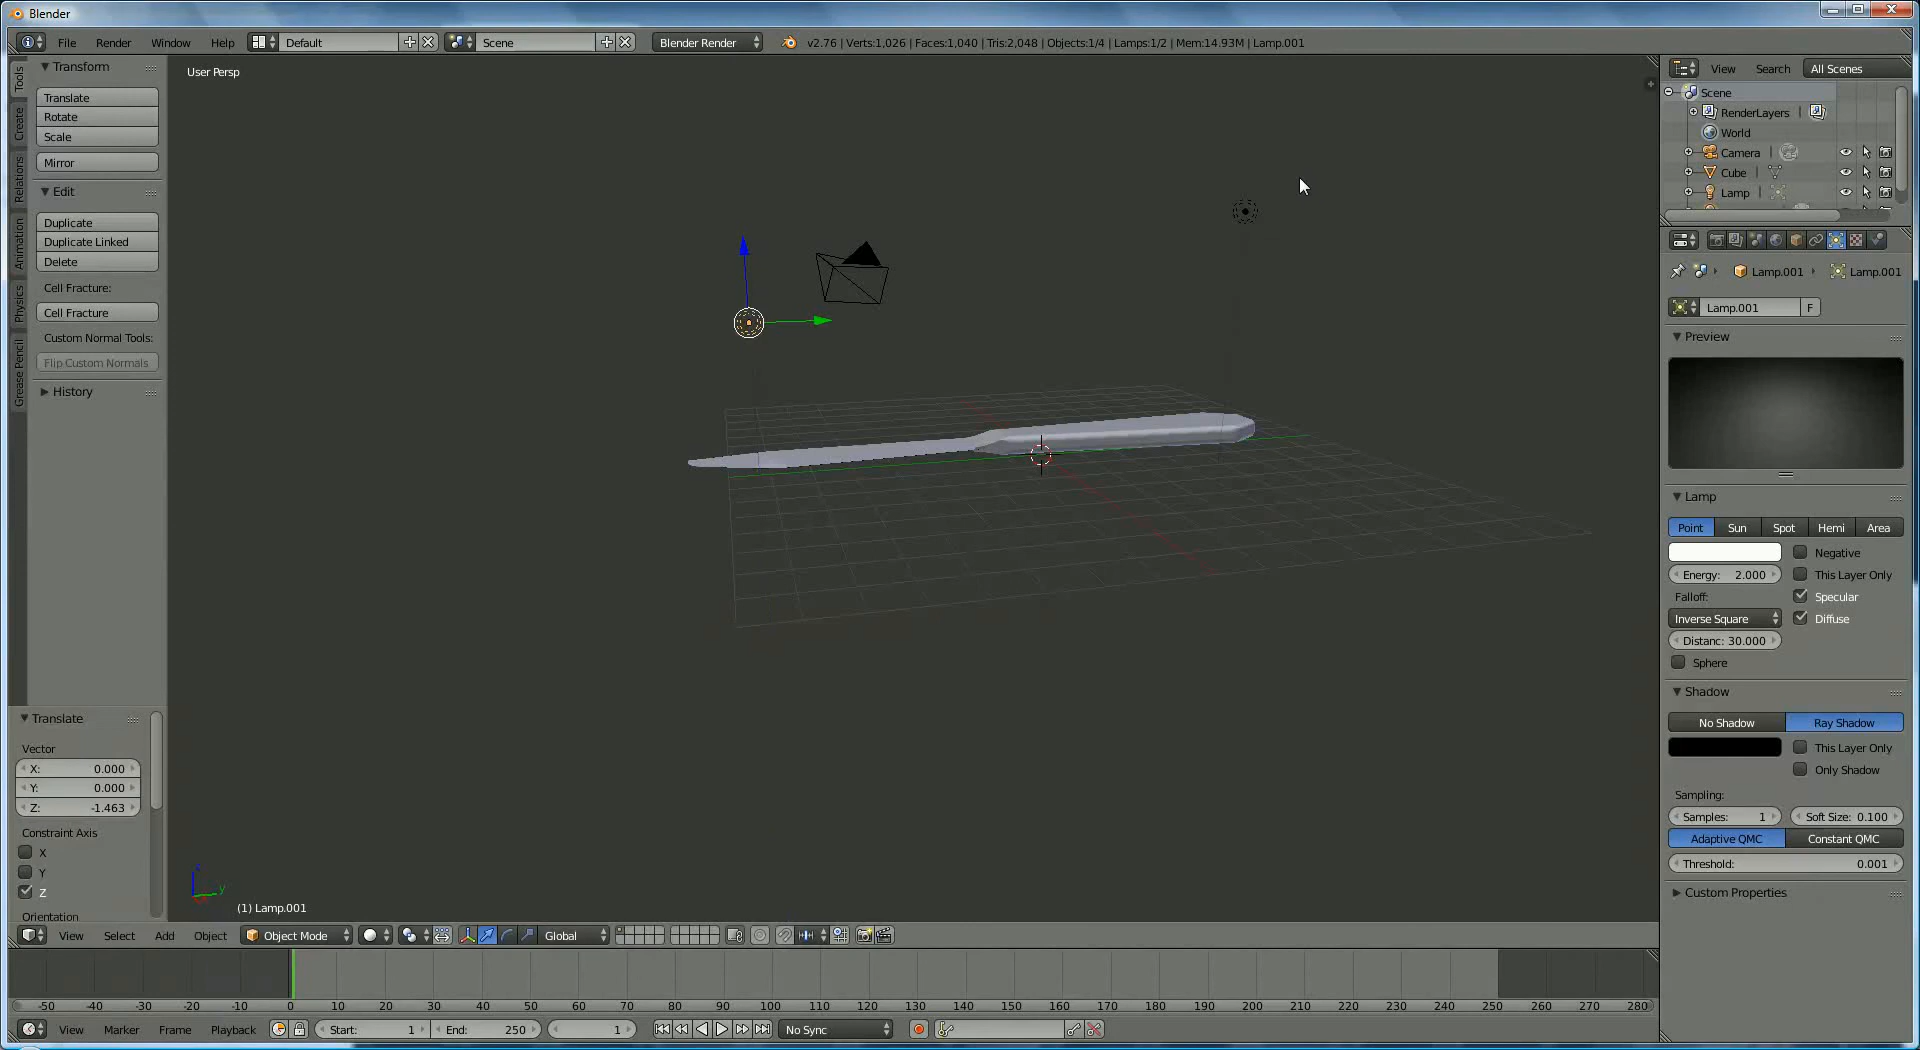 Blender
File Render Window Help Default Scene Blender Render v2.76 | Verts:1,026 | Faces:1,040 | Tris:2,048 | Objects:1/4 | Lamps:1/2 | Mem:14.93M | Lamp.001
Tools
Create
Relations
Animation
Physics
Grease Pencil
Transform
Translate
Rotate
Scale
Mirror
Edit
Duplicate
Duplicate Linked
Delete
Cell Fracture:
Cell Fracture
Custom Normal Tools:
Flip Custom Normals
History
Translate
Vector
X: 0.000
Y: 0.000
Z: -1.463
Constraint Axis
X
Y
Z
Orientation
User Persp
z
y
(1) Lamp.001
View Select Add Object Object Mode Global
-50 -40 -30 -20 -10 0 10 20 30 40 50 60 70 80 90 100 110 120 130 140 150 160 170 180 190 200 210 220 230 240 250 260 270 280
View Marker Frame Playback Start: 1 End: 250 1 No Sync
View Search All Scenes
Scene
RenderLayers
World
Camera
Cube
Lamp
Lamp.001 Lamp.001
Lamp.001 F
Preview
Lamp
Point Sun Spot Hemi Area
Negative
Energy: 2.000 This Layer Only
Falloff: Specular
Inverse Square Diffuse
Distanc: 30.000
Sphere
Shadow
No Shadow Ray Shadow
This Layer Only
Only Shadow
Sampling:
Samples: 1 Soft Size: 0.100
Adaptive QMC Constant QMC
Threshold: 0.001
Custom Properties